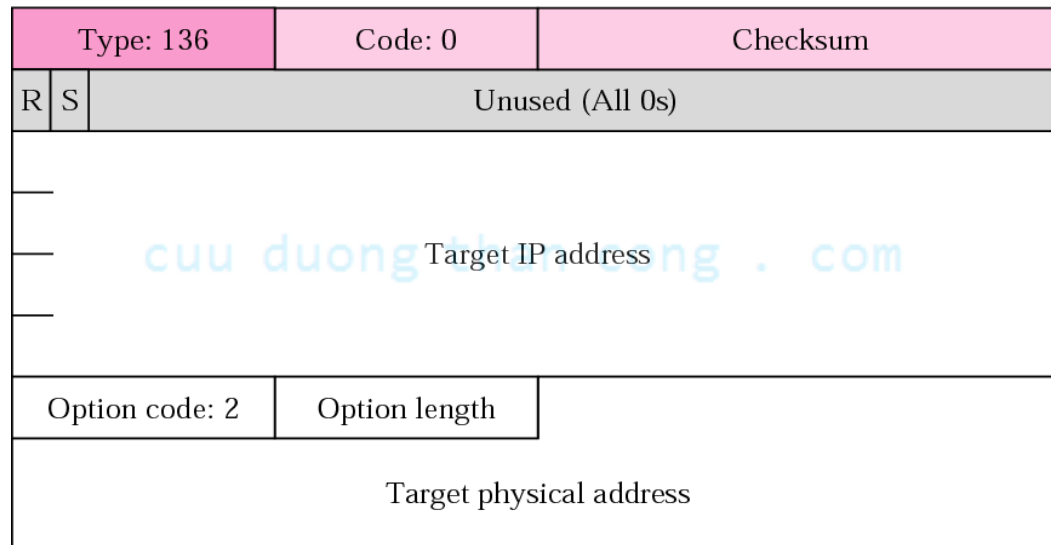 Type: 136 Code: 0 Checksum
R S Unused (All 0s)
cuu duong than cong . com
Target IP address
Option code: 2 Option length
Target physical address